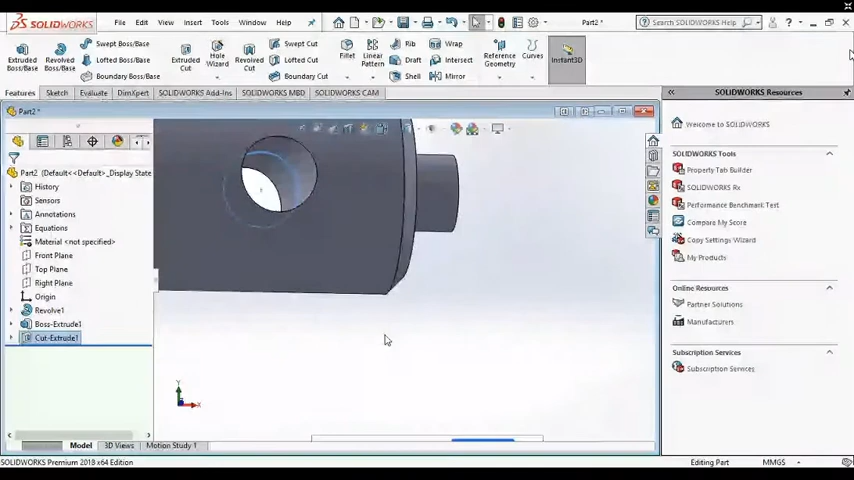 SOLIDWORKS
File Edit View Insert Tools Window Help
Part2 *
Search SOLIDWORKS Help
Extruded Boss/Base
Revolved Boss/Base
Swept Boss/Base
Lofted Boss/Base
Boundary Boss/Base
Extruded Cut
Hole Wizard
Revolved Cut
Swept Cut
Lofted Cut
Boundary Cut
Fillet
Linear Pattern
Rib
Draft
Shell
Wrap
Intersect
Mirror
Reference Geometry
Curves
Instant3D
Features Sketch Evaluate DimXpert SOLIDWORKS Add-Ins SOLIDWORKS MBD SOLIDWORKS CAM
Part2 *
Part2 (Default<<Default>_Display State
History
Sensors
Annotations
Equations
Material <not specified>
Front Plane
Top Plane
Right Plane
Origin
Revolve1
Boss-Extrude1
Cut-Extrude1
Y
X
Model 3D Views Motion Study 1
SOLIDWORKS Resources
Welcome to SOLIDWORKS
SOLIDWORKS Tools
Property Tab Builder
SOLIDWORKS Rx
Performance Benchmark Test
Compare My Score
Copy Settings Wizard
My Products
Online Resources
Partner Solutions
Manufacturers
Subscription Services
Subscription Services
SOLIDWORKS Premium 2018 x64 Edition
Editing Part
MMGS